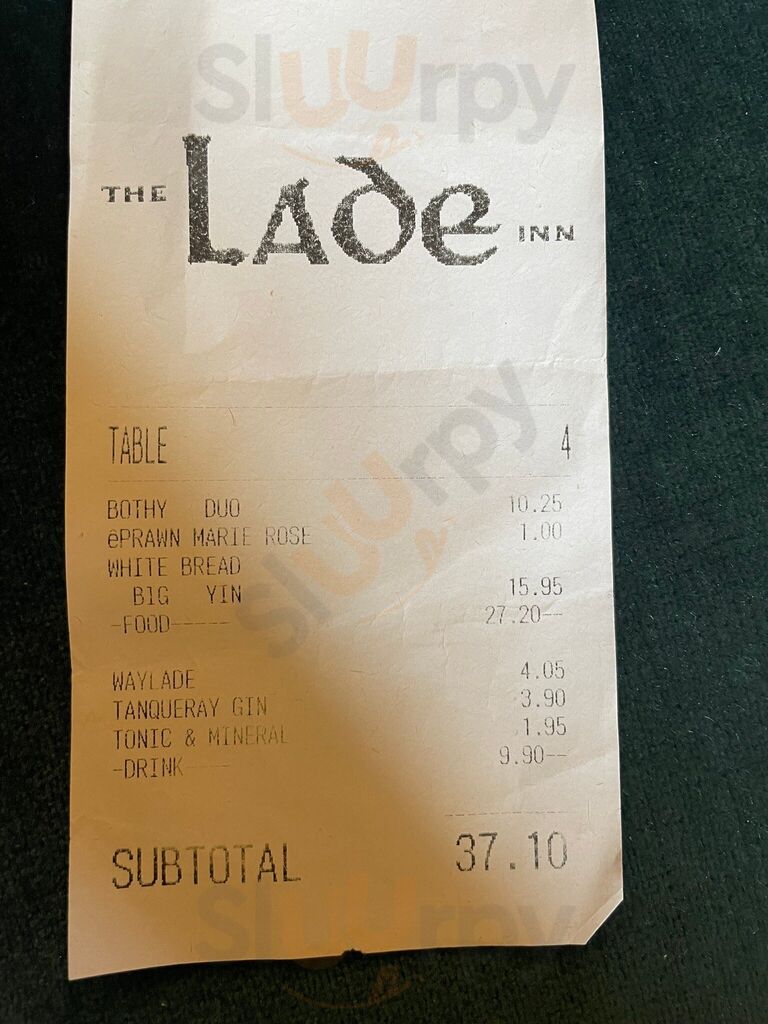 Sluurpy
THE LADE INN
Sluurpy
TABLE 4
BOTHY DUO 10.25
@PRAWN MARIE ROSE 1.00
WHITE BREAD
BIG YIN 15.95
-FOOD----- 27.20--
WAYLADE 4.05
TANQUERAY GIN 3.90
TONIC & MINERAL 1.95
-DRINK---- 9.90--
SUBTOTAL 37.10
Sluurpy